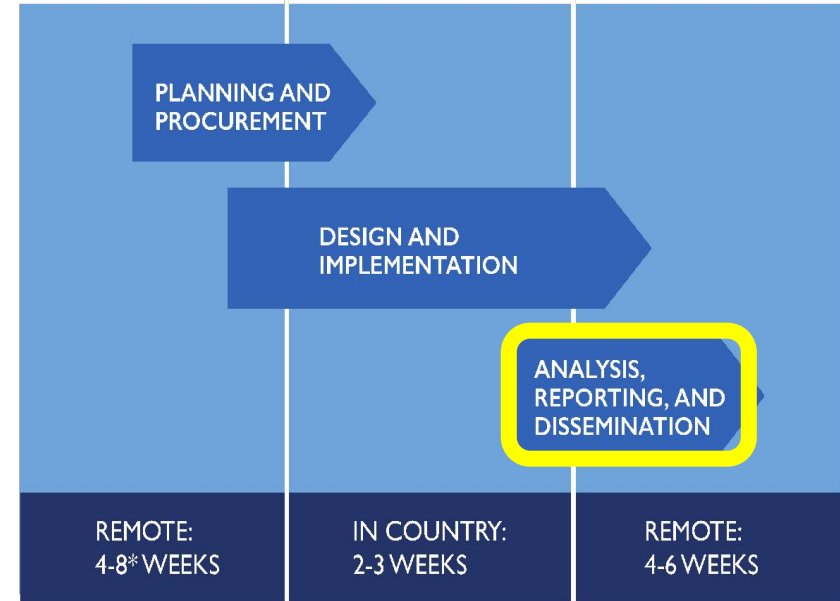 PLANNING AND
PROCUREMENT
DESIGN AND
IMPLEMENTATION
ANALYSIS,
REPORTING, AND
DISSEMINATION
REMOTE:
4-8* WEEKS
IN COUNTRY:
2-3 WEEKS
REMOTE:
4-6 WEEKS